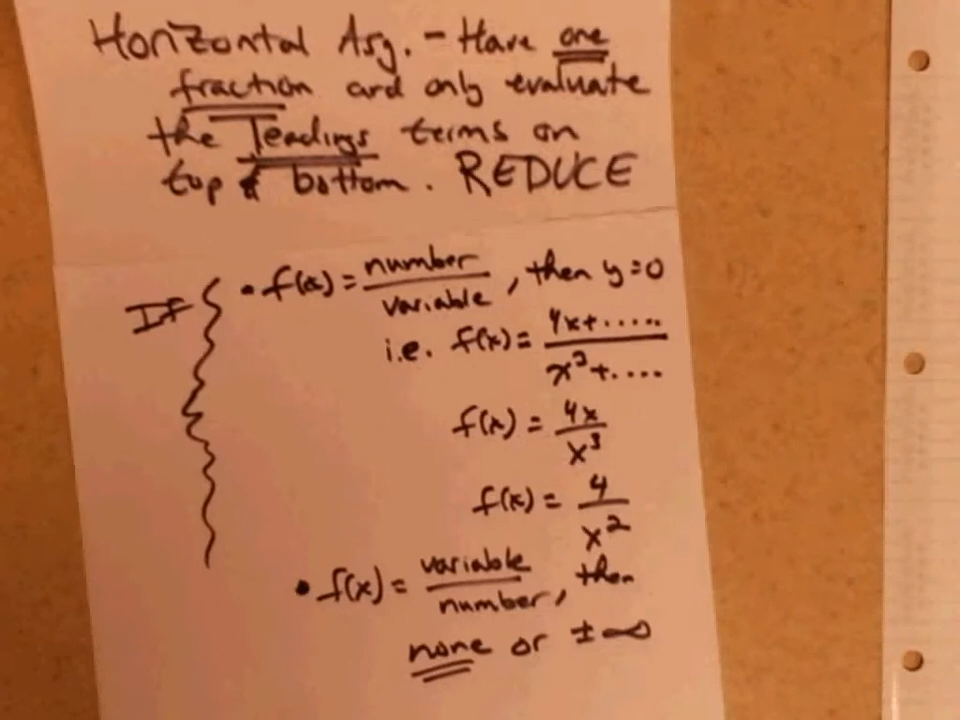 Horizontal Asy. - Have one
fraction and only evaluate
the Leadings terms on
top & bottom. REDUCE
If • f(x) = number/variable, then y=0
i.e. f(x) = 4x+...../x³+....
f(x) = 4x/x³
f(x) = 4/x²
• f(x) = variable/number, then
none or ±∞